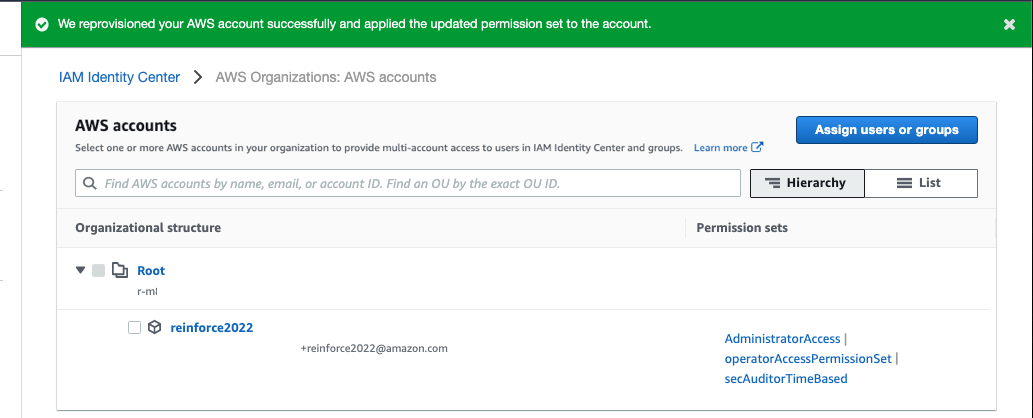 We reprovisioned your AWS account successfully and applied the updated permission set to the account.
IAM Identity Center
AWS Organizations: AWS accounts
AWS accounts
Assign users or groups
Select one or more AWS accounts in your organization to provide multi-account access to users in IAM Identity Center and groups. Learn more
Find AWS accounts by name, email, or account ID. Find an OU by the exact OU ID.
Hierarchy
List
Organizational structure
Permission sets
Root
reinforce2022
+reinforce2022@amazon.com
AdministratorAccess |
operatorAccessPermissionSet |
secAuditorTimeBased